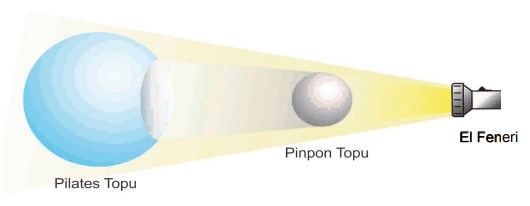 El Feneri
Pinpon Topu
Pilates Topu